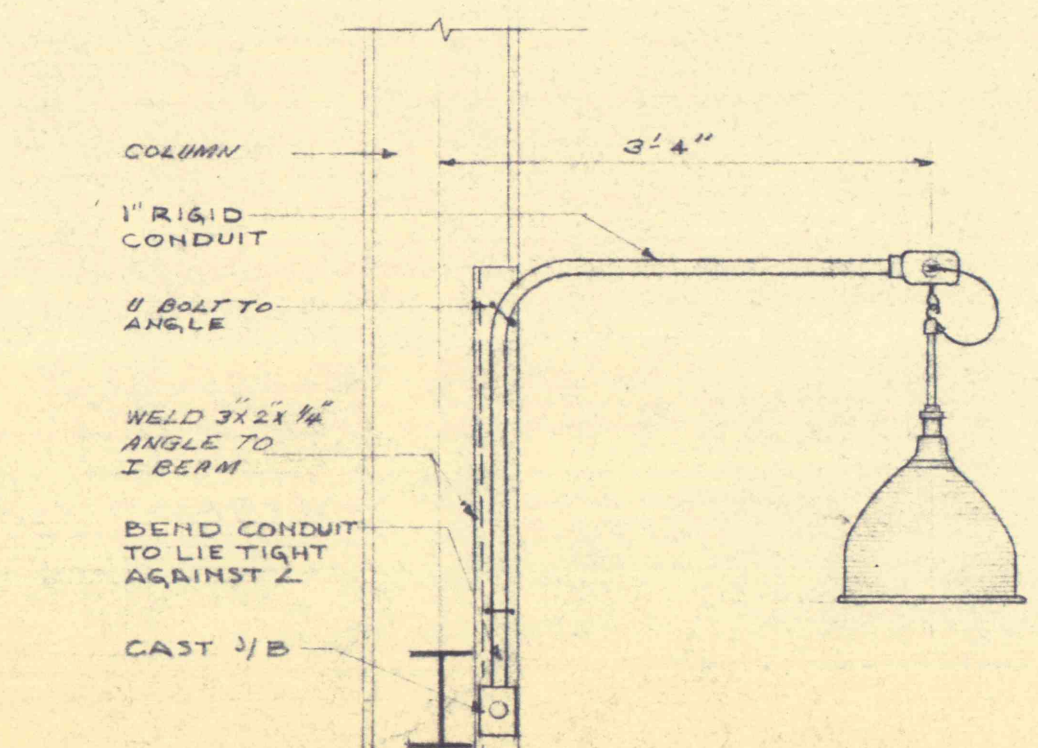 COLUMN
3'-4"
1" RIGID
CONDUIT
U BOLT TO
ANGLE
WELD 3"X 2"X 1/4"
ANGLE TO
I BEAM
BEND CONDUIT
TO LIE TIGHT
AGAINST ∠
CAST J/B